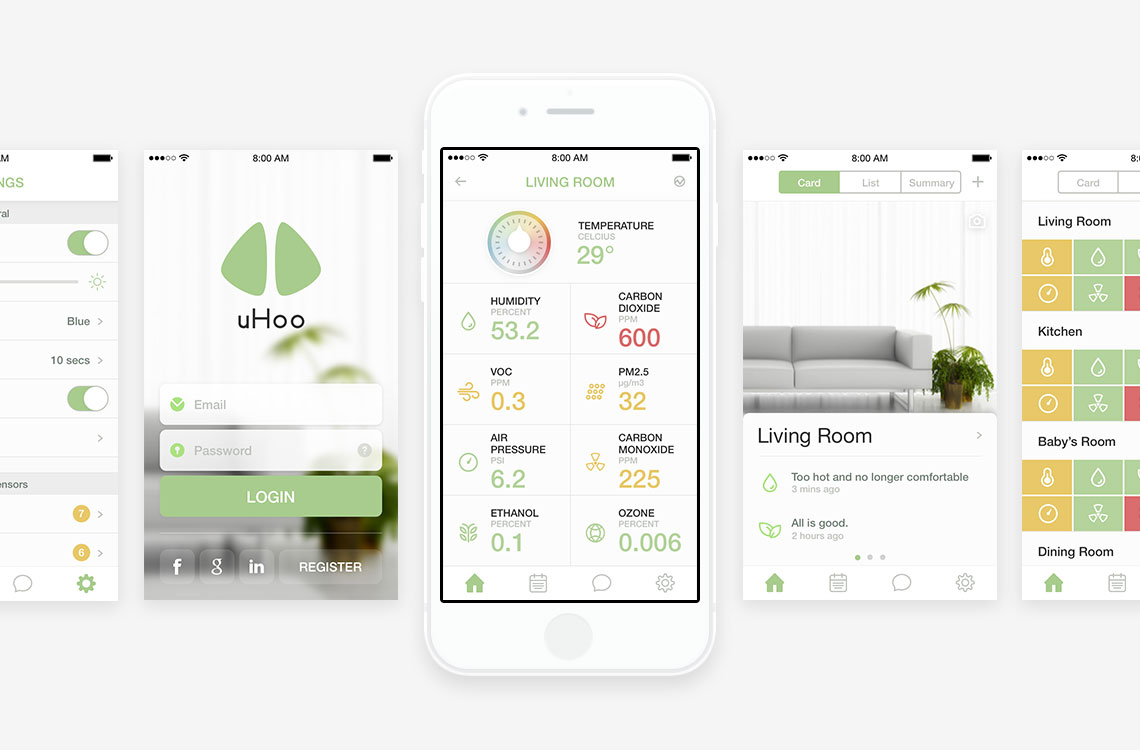 NGS
Blue
10 secs
7
6
8:00 AM
uHoo
Email
Password
?
LOGIN
f
g
in
REGISTER
8:00 AM
LIVING ROOM
TEMPERATURE
CELCIUS
29°
HUMIDITY
PERCENT
53.2
CARBON
DIOXIDE
PPM
600
VOC
PPM
0.3
PM2.5
µg/m3
32
AIR
PRESSURE
PSI
6.2
CARBON
MONOXIDE
PPM
225
ETHANOL
PERCENT
0.1
OZONE
PERCENT
0.006
8:00 AM
Card
List
Summary
+
Living Room
Too hot and no longer comfortable
3 mins ago
All is good.
2 hours ago
Card
Living Room
Kitchen
Baby's Room
Dining Room